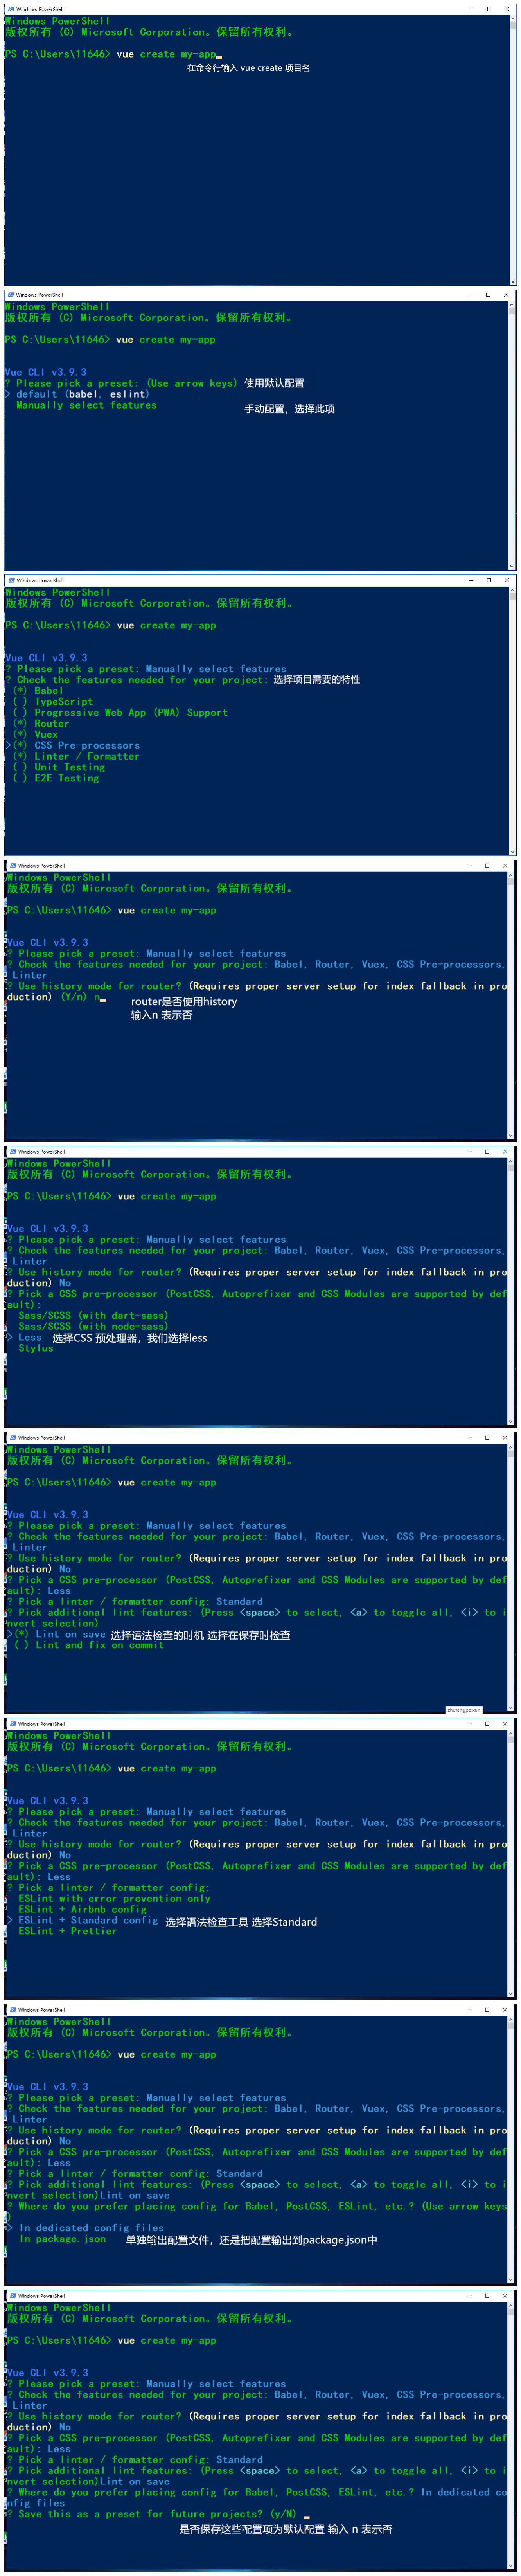 Windows PowerShell
Windows PowerShell
版权所有 (C) Microsoft Corporation。保留所有权利。
PS C:\Users\11646> vue create my-app
在命令行输入 vue create 项目名
Windows PowerShell
Windows PowerShell
版权所有 (C) Microsoft Corporation。保留所有权利。
PS C:\Users\11646> vue create my-app
Vue CLI v3.9.3
? Please pick a preset: (Use arrow keys) 使用默认配置
> default (babel, eslint)
Manually select features
手动配置，选择此项
Windows PowerShell
Windows PowerShell
版权所有 (C) Microsoft Corporation。保留所有权利。
PS C:\Users\11646> vue create my-app
Vue CLI v3.9.3
? Please pick a preset: Manually select features
? Check the features needed for your project: 选择项目需要的特性
(*) Babel
( ) TypeScript
( ) Progressive Web App (PWA) Support
(*) Router
(*) Vuex
>(*) CSS Pre-processors
(*) Linter / Formatter
( ) Unit Testing
( ) E2E Testing
Windows PowerShell
Windows PowerShell
版权所有 (C) Microsoft Corporation。保留所有权利。
PS C:\Users\11646> vue create my-app
Vue CLI v3.9.3
? Please pick a preset: Manually select features
? Check the features needed for your project: Babel, Router, Vuex, CSS Pre-processors,
Linter
? Use history mode for router? (Requires proper server setup for index fallback in pro
duction) (Y/n) n
router是否使用history
输入n 表示否
Windows PowerShell
Windows PowerShell
版权所有 (C) Microsoft Corporation。保留所有权利。
PS C:\Users\11646> vue create my-app
Vue CLI v3.9.3
? Please pick a preset: Manually select features
? Check the features needed for your project: Babel, Router, Vuex, CSS Pre-processors,
Linter
? Use history mode for router? (Requires proper server setup for index fallback in pro
duction) No
? Pick a CSS pre-processor (PostCSS, Autoprefixer and CSS Modules are supported by def
ault):
Sass/SCSS (with dart-sass)
Sass/SCSS (with node-sass)
> Less 选择CSS 预处理器，我们选择less
Stylus
Windows PowerShell
Windows PowerShell
版权所有 (C) Microsoft Corporation。保留所有权利。
PS C:\Users\11646> vue create my-app
Vue CLI v3.9.3
? Please pick a preset: Manually select features
? Check the features needed for your project: Babel, Router, Vuex, CSS Pre-processors,
Linter
? Use history mode for router? (Requires proper server setup for index fallback in pro
duction) No
? Pick a CSS pre-processor (PostCSS, Autoprefixer and CSS Modules are supported by def
ault): Less
? Pick a linter / formatter config: Standard
? Pick additional lint features: (Press <space> to select, <a> to toggle all, <i> to i
nvert selection)
>(*) Lint on save 选择语法检查的时机 选择在保存时检查
( ) Lint and fix on commit
zhufengpeixun
Windows PowerShell
Windows PowerShell
版权所有 (C) Microsoft Corporation。保留所有权利。
PS C:\Users\11646> vue create my-app
Vue CLI v3.9.3
? Please pick a preset: Manually select features
? Check the features needed for your project: Babel, Router, Vuex, CSS Pre-processors,
Linter
? Use history mode for router? (Requires proper server setup for index fallback in pro
duction) No
? Pick a CSS pre-processor (PostCSS, Autoprefixer and CSS Modules are supported by def
ault): Less
? Pick a linter / formatter config:
ESLint with error prevention only
ESLint + Airbnb config
> ESLint + Standard config 选择语法检查工具 选择Standard
ESLint + Prettier
Windows PowerShell
Windows PowerShell
版权所有 (C) Microsoft Corporation。保留所有权利。
PS C:\Users\11646> vue create my-app
Vue CLI v3.9.3
? Please pick a preset: Manually select features
? Check the features needed for your project: Babel, Router, Vuex, CSS Pre-processors,
Linter
? Use history mode for router? (Requires proper server setup for index fallback in pro
duction) No
? Pick a CSS pre-processor (PostCSS, Autoprefixer and CSS Modules are supported by def
ault): Less
? Pick a linter / formatter config: Standard
? Pick additional lint features: (Press <space> to select, <a> to toggle all, <i> to i
nvert selection)Lint on save
? Where do you prefer placing config for Babel, PostCSS, ESLint, etc.? (Use arrow keys
)
> In dedicated config files
In package.json 单独输出配置文件，还是把配置输出到package.json中
Windows PowerShell
Windows PowerShell
版权所有 (C) Microsoft Corporation。保留所有权利。
PS C:\Users\11646> vue create my-app
Vue CLI v3.9.3
? Please pick a preset: Manually select features
? Check the features needed for your project: Babel, Router, Vuex, CSS Pre-processors,
Linter
? Use history mode for router? (Requires proper server setup for index fallback in pro
duction) No
? Pick a CSS pre-processor (PostCSS, Autoprefixer and CSS Modules are supported by def
ault): Less
? Pick a linter / formatter config: Standard
? Pick additional lint features: (Press <space> to select, <a> to toggle all, <i> to i
nvert selection)Lint on save
? Where do you prefer placing config for Babel, PostCSS, ESLint, etc.? In dedicated co
nfig files
? Save this as a preset for future projects? (y/N)
是否保存这些配置项为默认配置 输入 n 表示否